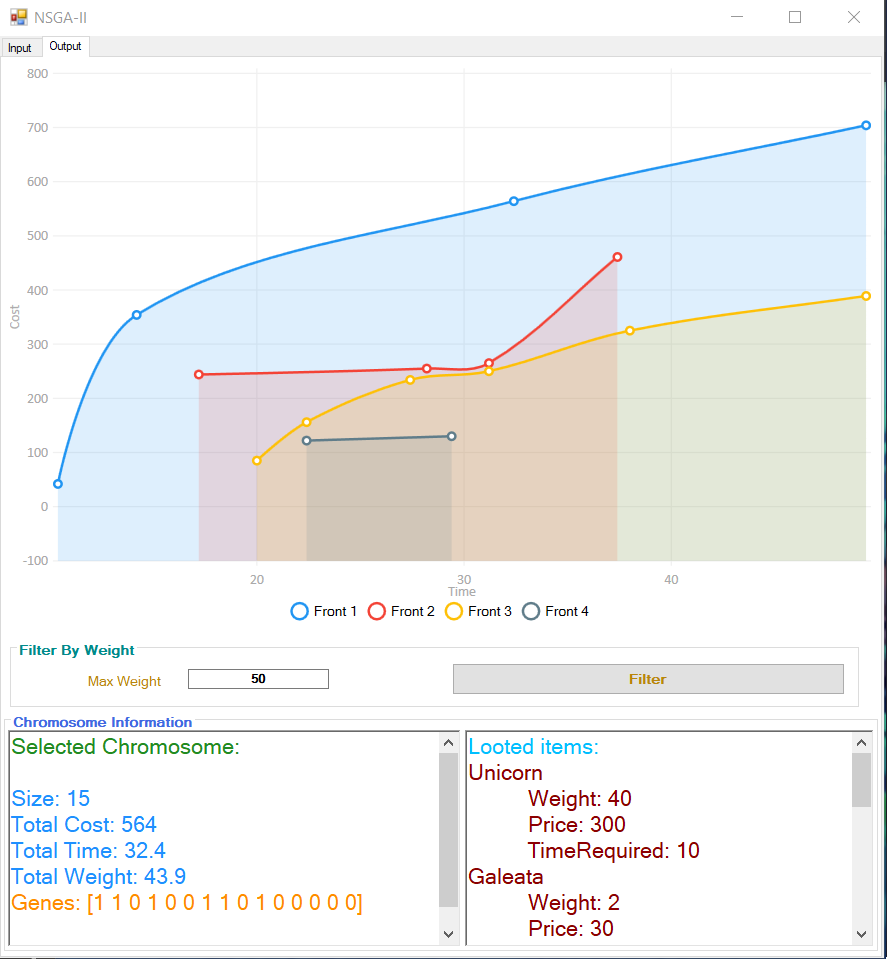 NSGA-II
Input Output
800
700
600
500
400
300
200
100
0
-100
Cost
20 30 40
Time
Front 1 Front 2 Front 3 Front 4
Filter By Weight
Max Weight 50 Filter
Chromosome Information
Selected Chromosome:
Size: 15
Total Cost: 564
Total Time: 32.4
Total Weight: 43.9
Genes: [1 1 0 1 0 0 1 1 0 1 0 0 0 0 0]
Looted items:
Unicorn
Weight: 40
Price: 300
TimeRequired: 10
Galeata
Weight: 2
Price: 30